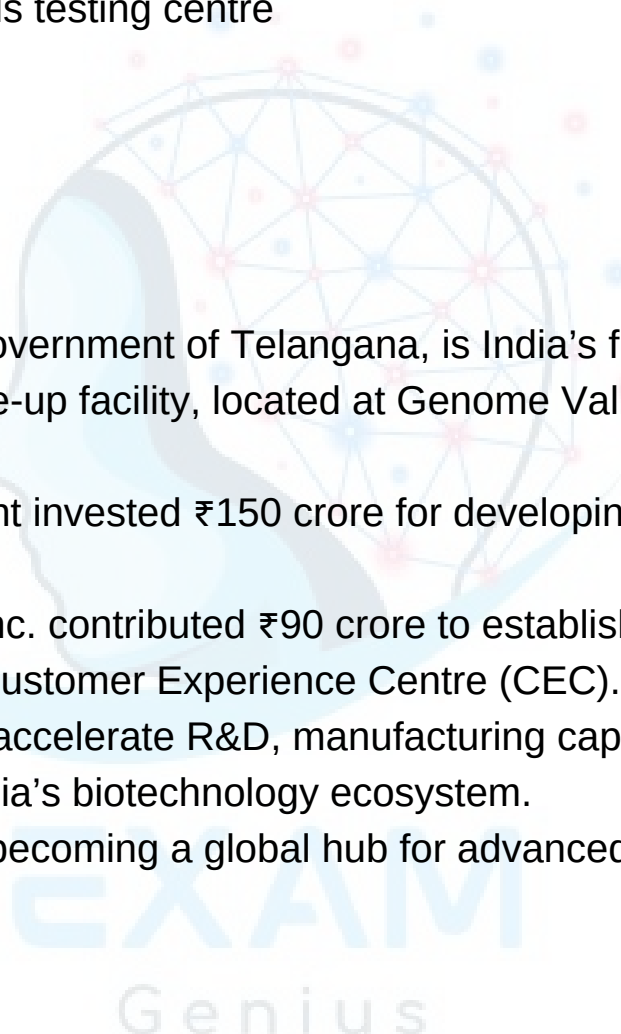 ls testing centre
overnment of Telangana, is India’s f
e-up facility, located at Genome Val
nt invested ₹150 crore for developin
nc. contributed ₹90 crore to establis
ustomer Experience Centre (CEC).
accelerate R&D, manufacturing cap
ia’s biotechnology ecosystem.
becoming a global hub for advanced
EXAM
Genius